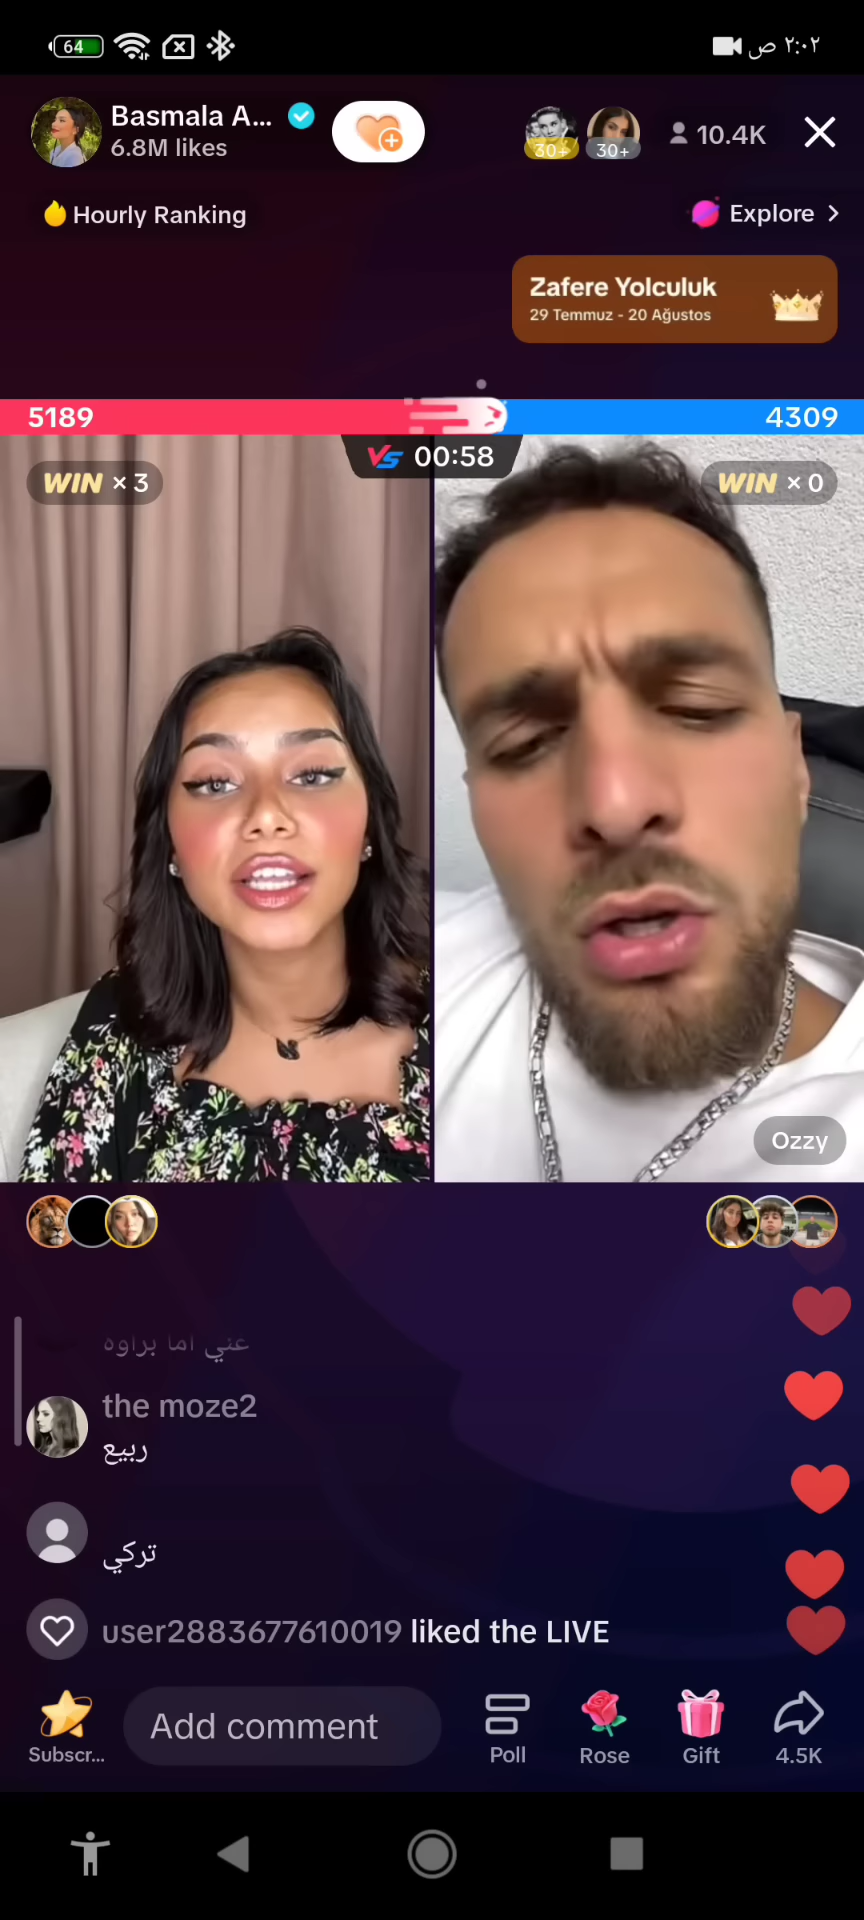 64
٢:٠٢ ص
Basmala A...
6.8M likes
30+
30+
10.4K
Hourly Ranking
Explore
Zafere Yolculuk
29 Temmuz - 20 Ağustos
5189
4309
VS 00:58
WIN × 3
WIN × 0
Ozzy
عني اما براوه
the moze2
ربيع
تركي
user2883677610019 liked the LIVE
Add comment
Subscr...
Poll
Rose
Gift
4.5K